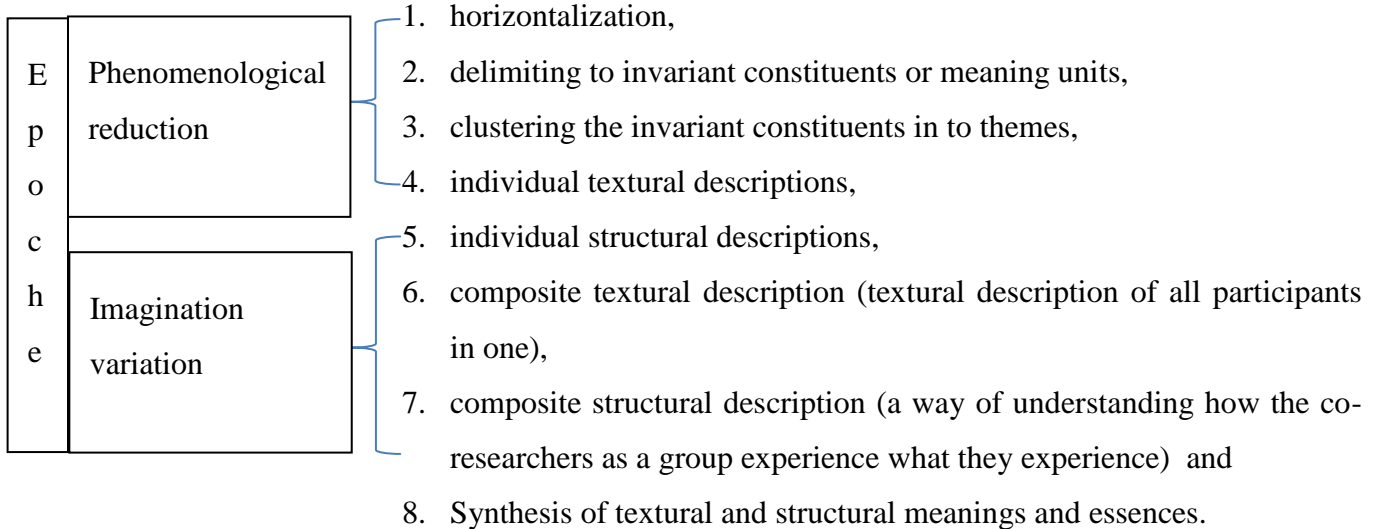 Epoche
Phenomenological
reduction
Imagination
variation
1. horizontalization,
2. delimiting to invariant constituents or meaning units,
3. clustering the invariant constituents in to themes,
4. individual textural descriptions,
5. individual structural descriptions,
6. composite textural description (textural description of all participants
in one),
7. composite structural description (a way of understanding how the co-
researchers as a group experience what they experience) and
8. Synthesis of textural and structural meanings and essences.